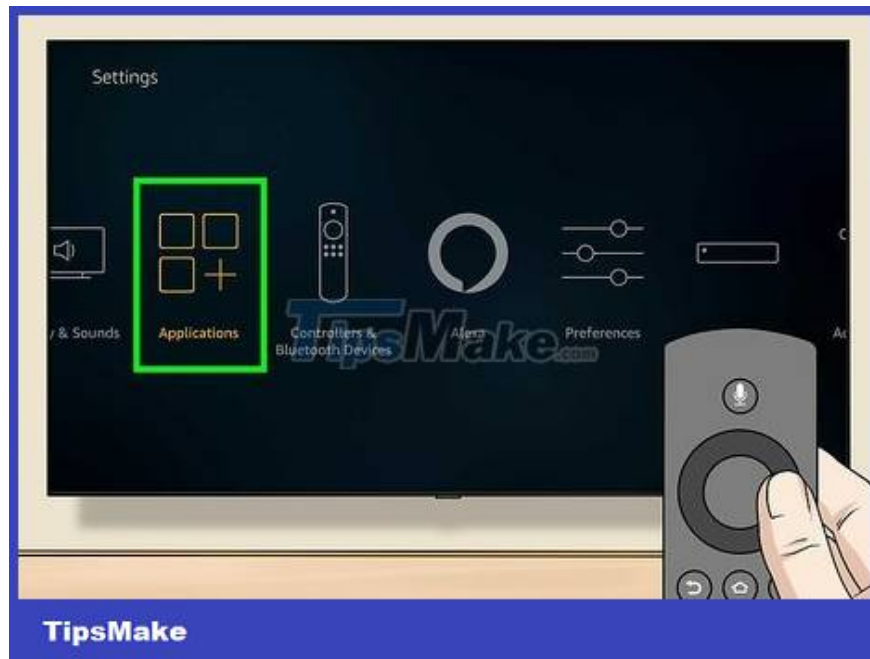 Settings
y & Sounds
Applications
Controllers &
Bluetooth Devices
Alexa
Preferences
TipsMake.com
TipsMake